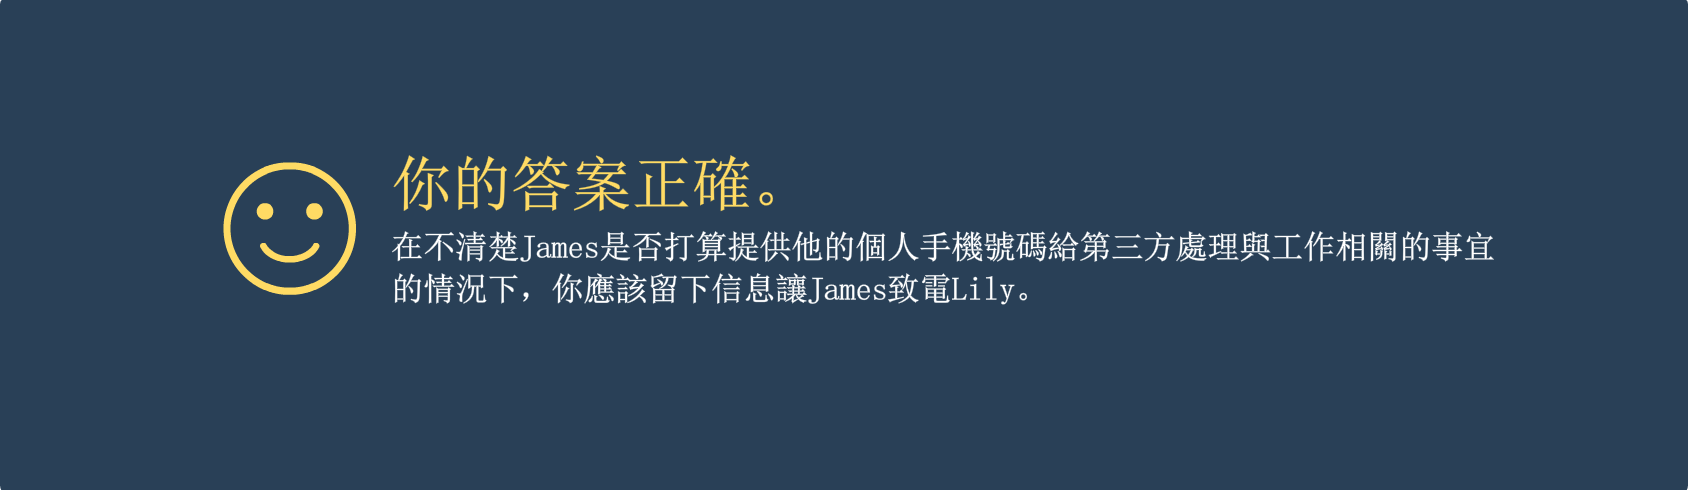 你的答案正確。
在不清楚James是否打算提供他的個人手機號碼給第三方處理與工作相關的事宜
的情況下，你應該留下信息讓James致電Lily。